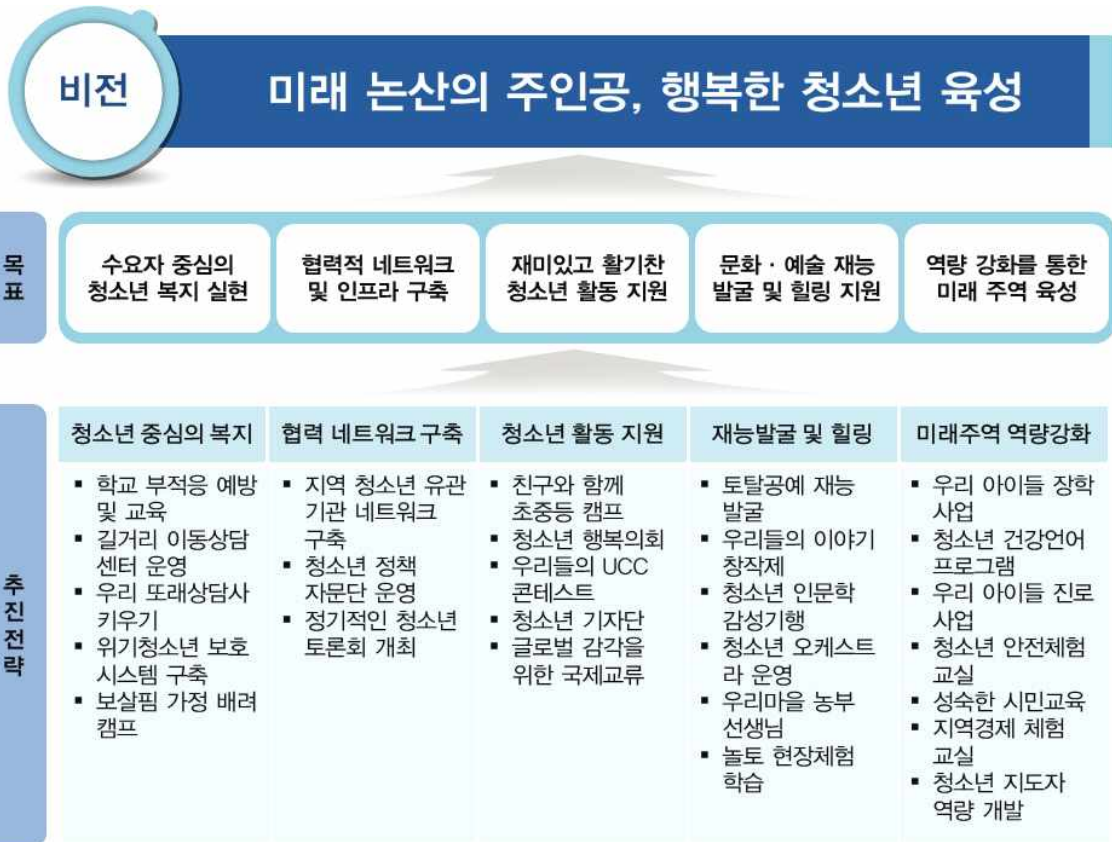 비전
미래 논산의 주인공, 행복한 청소년 육성
목
표
수요자 중심의
청소년 복지 실현
협력적 네트워크
및 인프라 구축
재미있고 활기찬
청소년 활동 지원
문화 · 예술 재능
발굴 및 힐링 지원
역량 강화를 통한
미래 주역 육성
추
진
전
략
청소년 중심의 복지
▪ 학교 부적응 예방
및 교육
▪ 길거리 이동상담
센터 운영
▪ 우리 또래상담사
키우기
▪ 위기청소년 보호
시스템 구축
▪ 보살핌 가정 배려
캠프
협력 네트워크 구축
▪ 지역 청소년 유관
기관 네트워크
구축
▪ 청소년 정책
자문단 운영
▪ 정기적인 청소년
토론회 개최
청소년 활동 지원
▪ 친구와 함께
초중등 캠프
▪ 청소년 행복의회
▪ 우리들의 UCC
콘테스트
▪ 청소년 기자단
▪ 글로벌 감각을
위한 국제교류
재능발굴 및 힐링
▪ 토탈공예 재능
발굴
▪ 우리들의 이야기
창작제
▪ 청소년 인문학
감성기행
▪ 청소년 오케스트
라 운영
▪ 우리마을 농부
선생님
▪ 놀토 현장체험
학습
미래주역 역량강화
▪ 우리 아이들 장학
사업
▪ 청소년 건강언어
프로그램
▪ 우리 아이들 진로
사업
▪ 청소년 안전체험
교실
▪ 성숙한 시민교육
▪ 지역경제 체험
교실
▪ 청소년 지도자
역량 개발